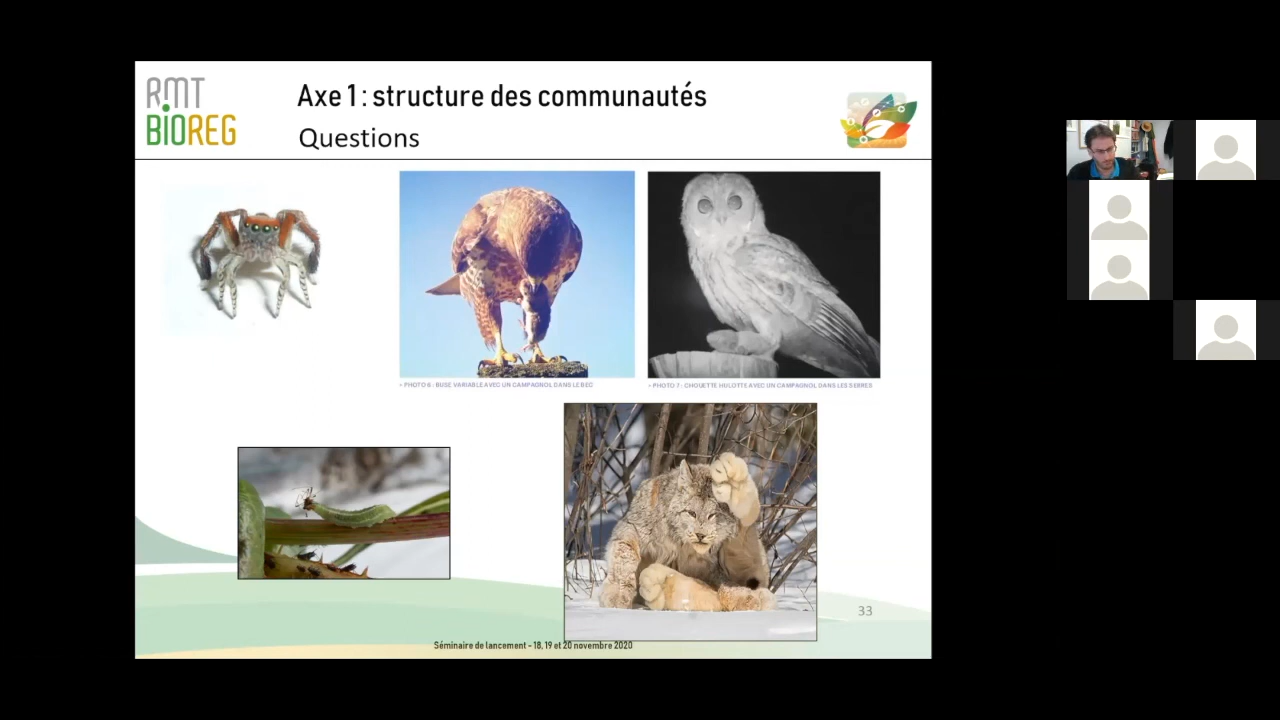 RMT
BIOREG
Axe 1 : structure des communautés
Questions
• PHOTO 6 : BUSE VARIABLE AVEC UN CAMPAGNOL DANS LE BEC
• PHOTO 7 : CHOUETTE HULOTTE AVEC UN CAMPAGNOL DANS LES SERRES
33
Séminaire de lancement - 18, 19 et 20 novembre 2020